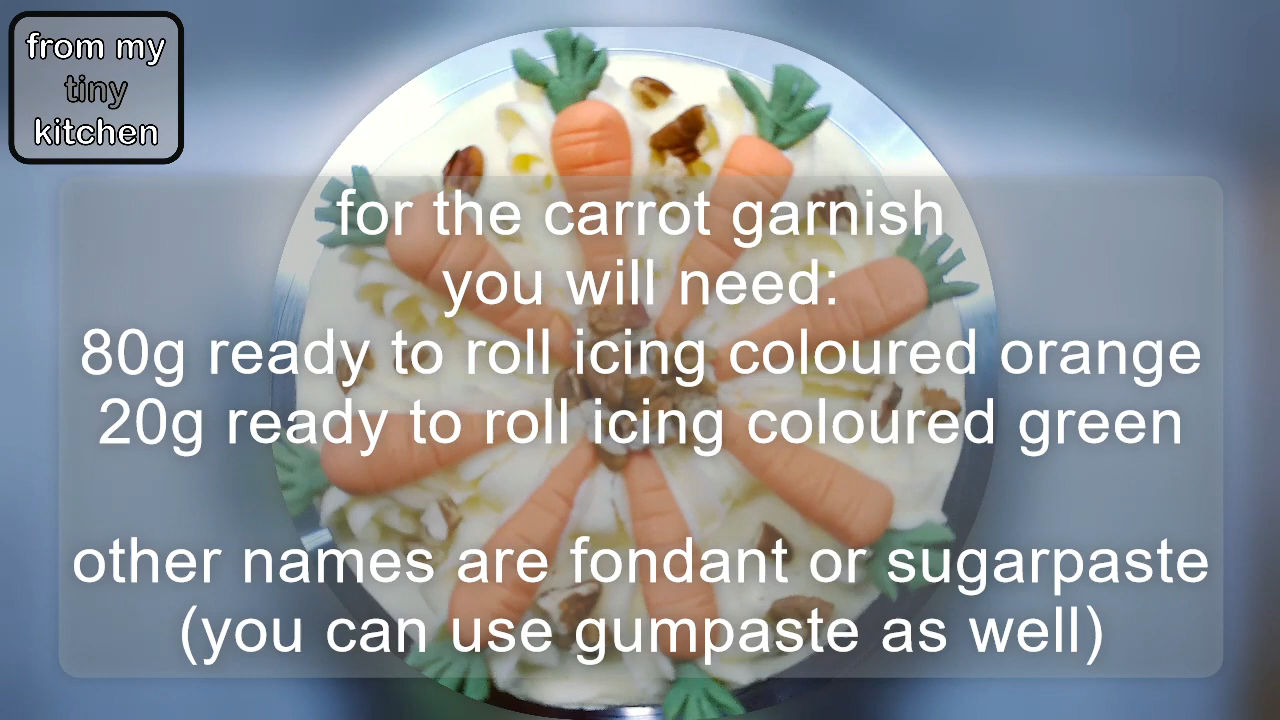 from my
tiny
kitchen
for the carrot garnish
you will need:
80g ready to roll icing coloured orange
20g ready to roll icing coloured green
other names are fondant or sugarpaste
(you can use gumpaste as well)